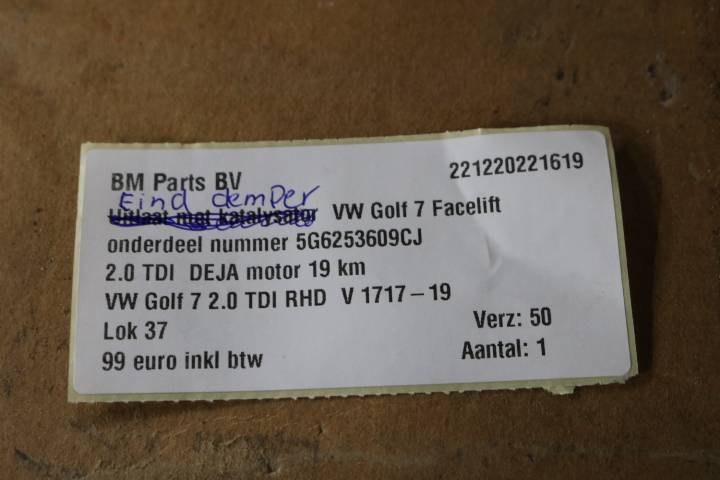 BM Parts BV 221220221619
Eind demper
Uitlaat mat katalysator VW Golf 7 Facelift
onderdeel nummer 5G6253609CJ
2.0 TDI DEJA motor 19 km
VW Golf 7 2.0 TDI RHD V 1717-19
Lok 37 Verz: 50
99 euro inkl btw Aantal: 1